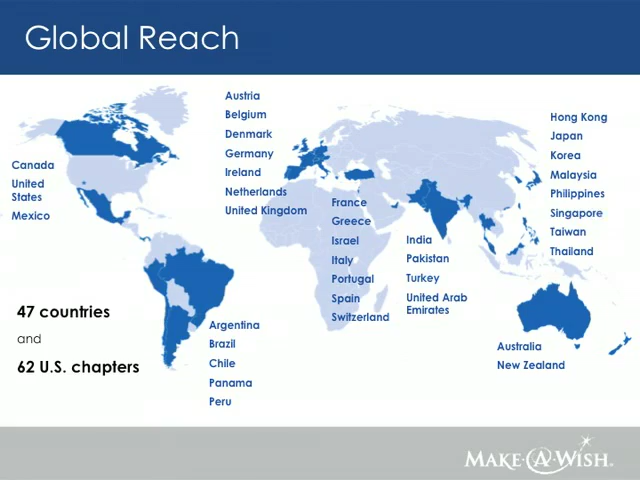 Global Reach
Canada
United
States
Mexico
Austria
Belgium
Denmark
Germany
Ireland
Netherlands
United Kingdom
France
Greece
Israel
Italy
Portugal
Spain
Switzerland
India
Pakistan
Turkey
United Arab
Emirates
Hong Kong
Japan
Korea
Malaysia
Philippines
Singapore
Taiwan
Thailand
47 countries
and
62 U.S. chapters
Argentina
Brazil
Chile
Panama
Peru
Australia
New Zealand
MAKE-A-WISH.